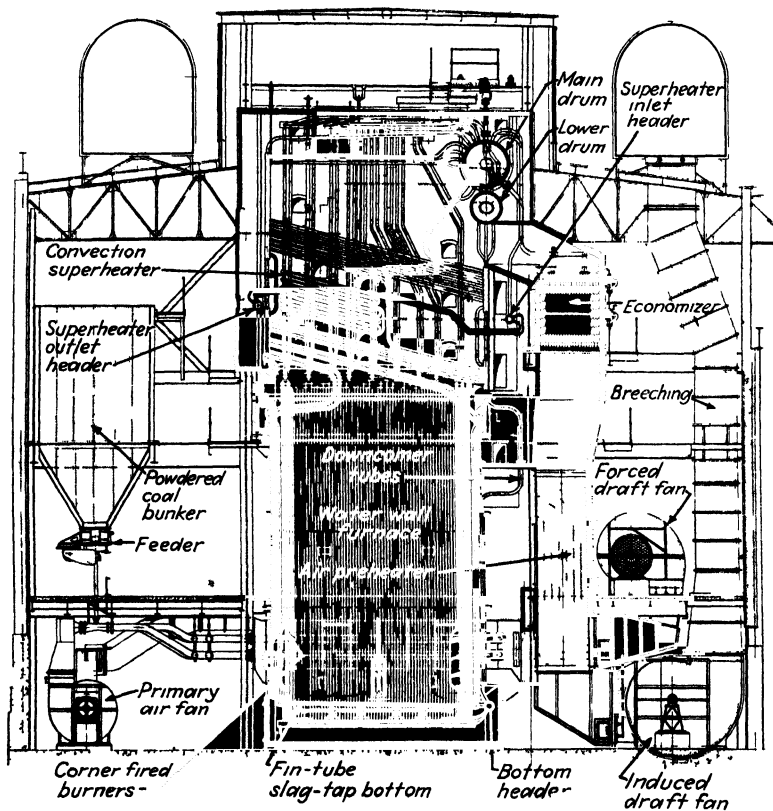 Main
drum
Superheater
inlet
header
Lower
drum
Convection
superheater
Economizer
Superheater
outlet
header
Breeching
Downcomer
tubes
Powdered
coal
bunker
Forced
draft fan
Water wall
furnace
Feeder
Air preheater
Primary
air fan
Corner fired
burners-
Fin-tube
slag-tap bottom
Bottom
header
Induced
draft fan